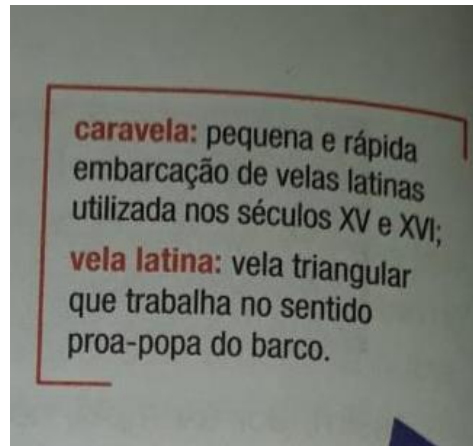 caravela: pequena e rápida
embarcação de velas latinas
utilizada nos séculos XV e XVI;
vela latina: vela triangular
que trabalha no sentido
proa-popa do barco.